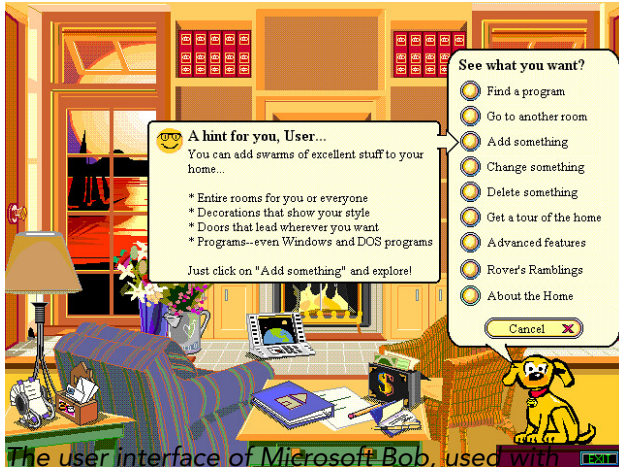 See what you want?
Find a program
Go to another room
Add something
Change something
Delete something
Get a tour of the home
Advanced features
Rover's Ramblings
About the Home
Cancel X
A hint for you, User...
You can add swarms of excellent stuff to your
home...
* Entire rooms for you or everyone
* Decorations that show your style
* Doors that lead wherever you want
* Programs--even Windows and DOS programs
Just click on "Add something" and explore!
The user interface of Microsoft Bob, used with
EXIT